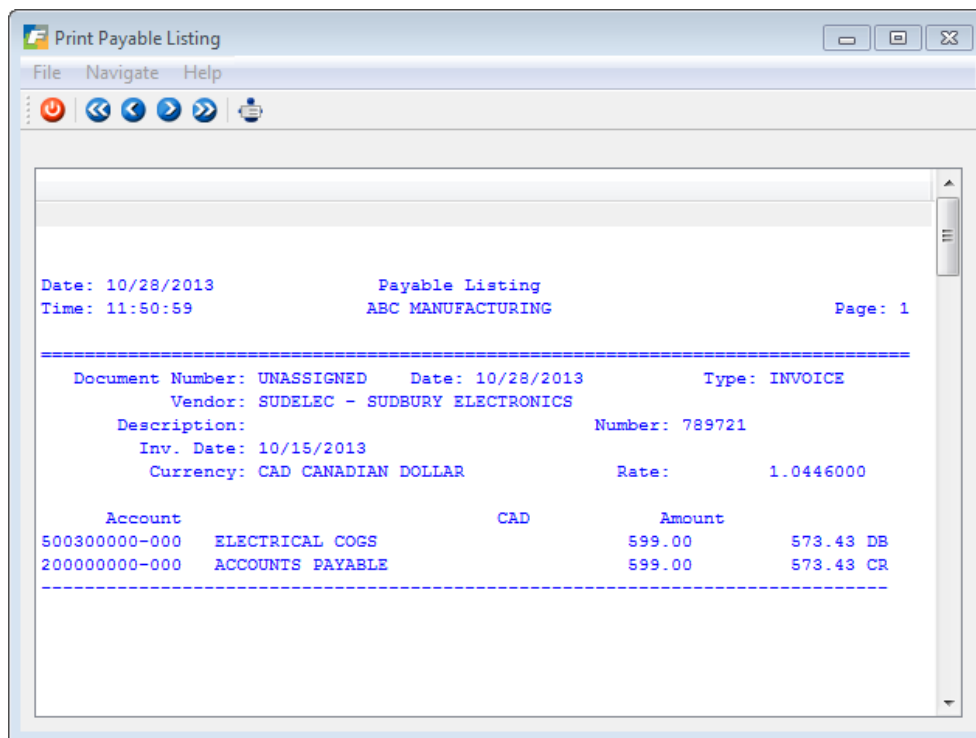 Print Payable Listing
File Navigate Help
Date: 10/28/2013 Payable Listing
Time: 11:50:59 ABC MANUFACTURING Page: 1
================================================================================
Document Number: UNASSIGNED Date: 10/28/2013 Type: INVOICE
Vendor: SUDELEC - SUDBURY ELECTRONICS
Description: Number: 789721
Inv. Date: 10/15/2013
Currency: CAD CANADIAN DOLLAR Rate: 1.0446000
Account CAD Amount
500300000-000 ELECTRICAL COGS 599.00 573.43 DB
200000000-000 ACCOUNTS PAYABLE 599.00 573.43 CR
------------------------------------------------------------------------------